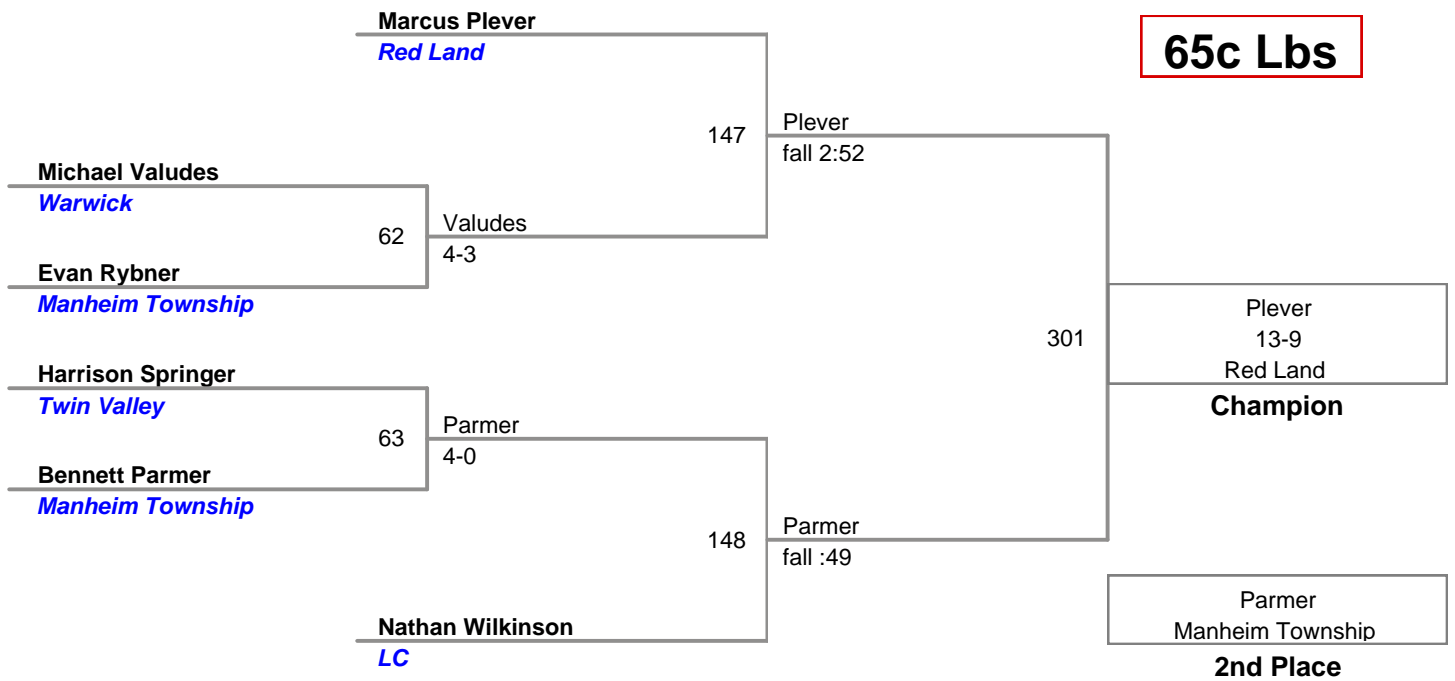 Marcus Plever
Red Land
65c Lbs
147
Plever
fall 2:52
Michael Valudes
Warwick
62
Valudes
4-3
Evan Rybner
Manheim Township
301
Plever
13-9
Red Land
Champion
Harrison Springer
Twin Valley
63
Parmer
4-0
Bennett Parmer
Manheim Township
148
Parmer
fall :49
Nathan Wilkinson
LC
Parmer
Manheim Township
2nd Place